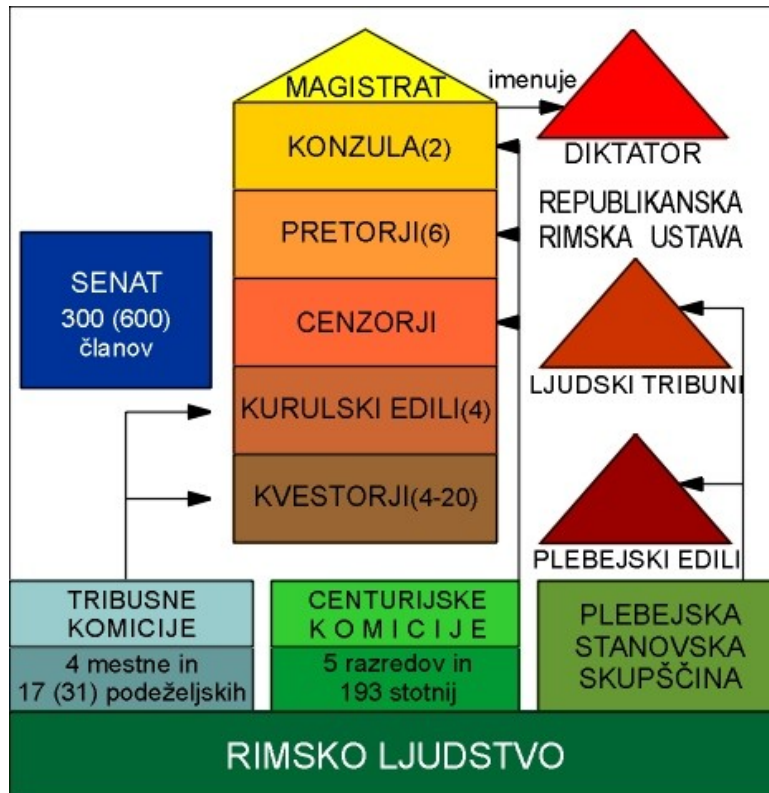 MAGISTRAT
imenuje
DIKTATOR
KONZULA(2)
PRETORJI(6)
CENZORJI
KURULSKI EDILI(4)
KVESTORJI(4-20)
REPUBLIKANSKA
RIMSKA USTAVA
SENAT
300 (600)
članov
LJUDSKI TRIBUNI
PLEBEJSKI EDILI
TRIBUSNE
KOMICIJE
4 mestne in
17 (31) podeželjskih
CENTURIJSKE
KOMICIJE
5 razredov in
193 stotnij
PLEBEJSKA
STANOVSKA
SKUPŠČINA
RIMSKO LJUDSTVO